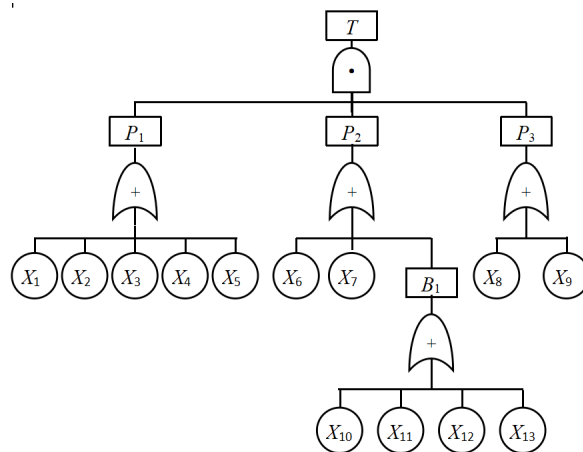 T
•
P₁ P₂ P₃
+ + +
X₁ X₂ X₃ X₄ X₅ X₆ X₇ B₁ X₈ X₉
+
X₁₀ X₁₁ X₁₂ X₁₃